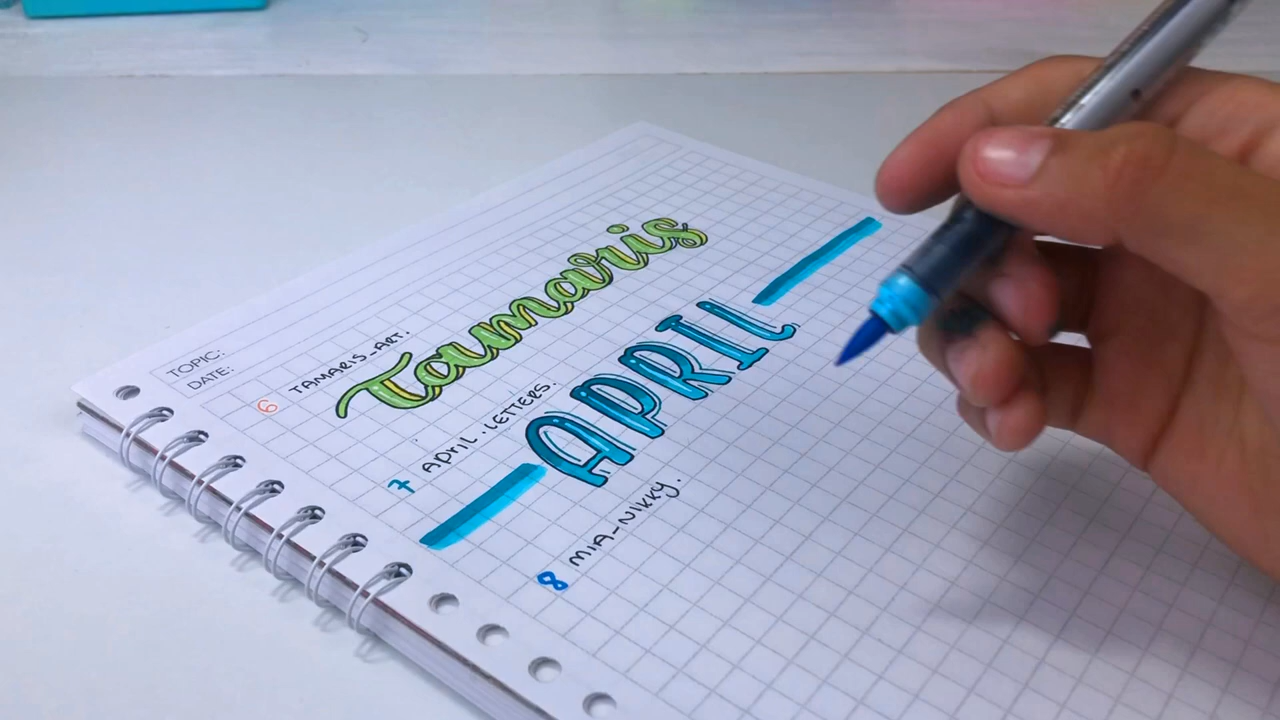 TOPIC:
DATE:
6 TAMARIS_ART.
Tamaris
7 APRIL.LETTERS.
APRIL
8 MIA_NIKKY.